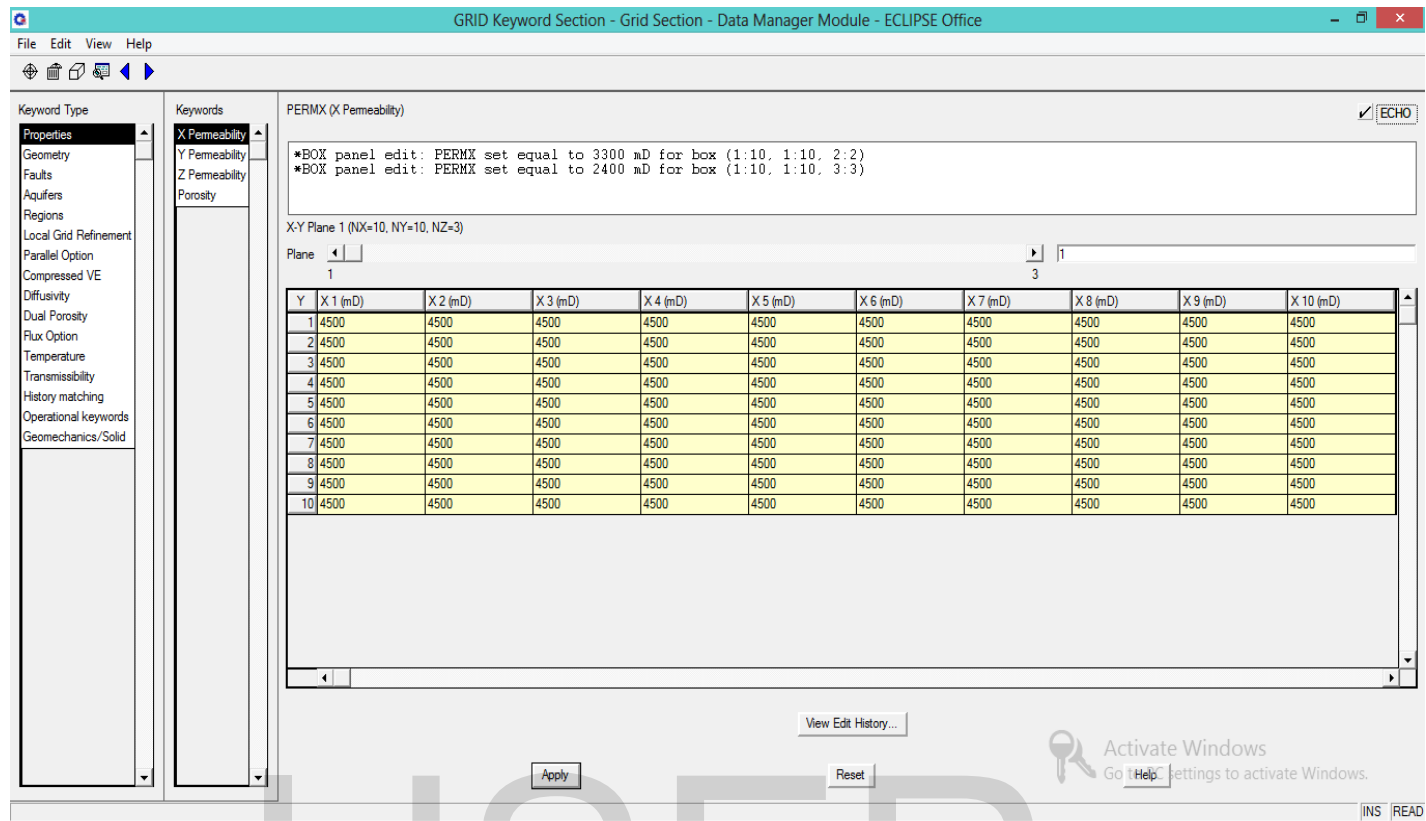 GRID Keyword Section - Grid Section - Data Manager Module - ECLIPSE Office
File Edit View Help
Keyword Type
Properties
Geometry
Faults
Aquifers
Regions
Local Grid Refinement
Parallel Option
Compressed VE
Diffusivity
Dual Porosity
Flux Option
Temperature
Transmissibility
History matching
Operational keywords
Geomechanics/Solid
Keywords
X Permeability
Y Permeability
Z Permeability
Porosity
PERMX (X Permeability)
ECHO
*BOX panel edit: PERMX set equal to 3300 mD for box (1:10, 1:10, 2:2)
*BOX panel edit: PERMX set equal to 2400 mD for box (1:10, 1:10, 3:3)
X-Y Plane 1 (NX=10, NY=10, NZ=3)
Plane 1
1 3
Y X 1 (mD) X 2 (mD) X 3 (mD) X 4 (mD) X 5 (mD) X 6 (mD) X 7 (mD) X 8 (mD) X 9 (mD) X 10 (mD)
1 4500 4500 4500 4500 4500 4500 4500 4500 4500 4500
2 4500 4500 4500 4500 4500 4500 4500 4500 4500 4500
3 4500 4500 4500 4500 4500 4500 4500 4500 4500 4500
4 4500 4500 4500 4500 4500 4500 4500 4500 4500 4500
5 4500 4500 4500 4500 4500 4500 4500 4500 4500 4500
6 4500 4500 4500 4500 4500 4500 4500 4500 4500 4500
7 4500 4500 4500 4500 4500 4500 4500 4500 4500 4500
8 4500 4500 4500 4500 4500 4500 4500 4500 4500 4500
9 4500 4500 4500 4500 4500 4500 4500 4500 4500 4500
10 4500 4500 4500 4500 4500 4500 4500 4500 4500 4500
View Edit History...
Apply Reset Help
Activate Windows
Go to settings to activate Windows.
INS READ